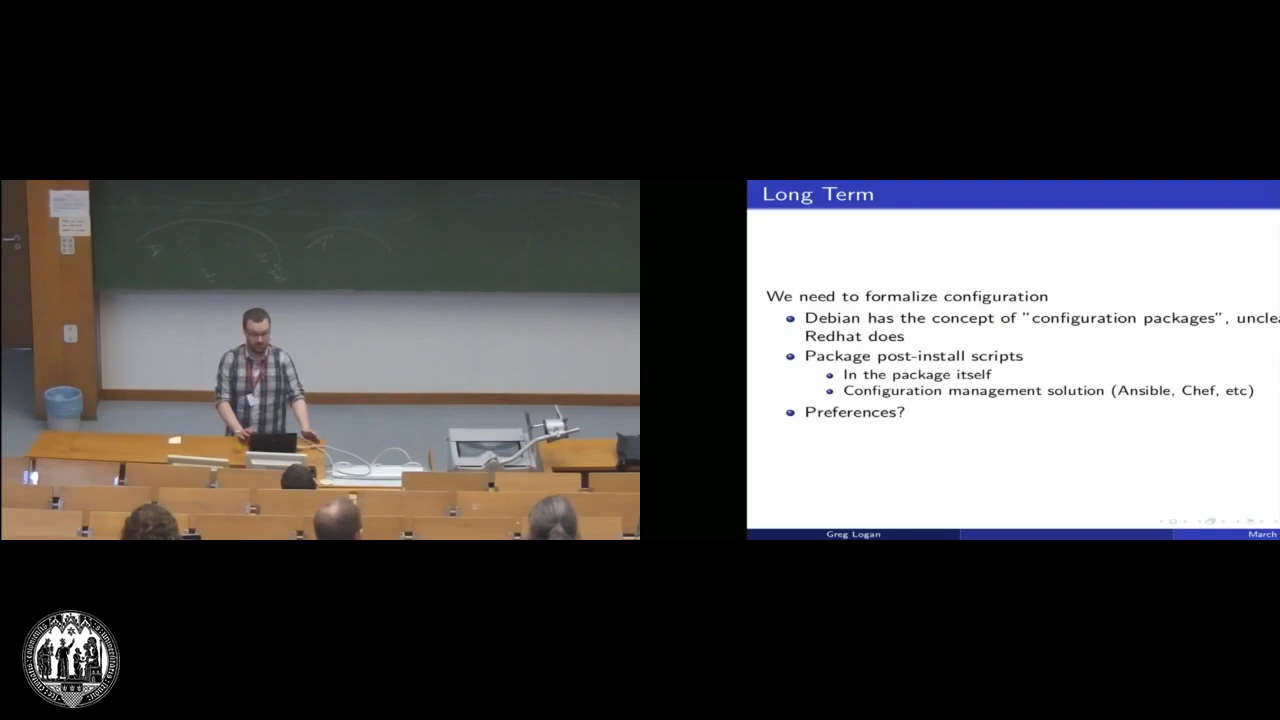 Long Term
We need to formalize configuration
Debian has the concept of "configuration packages", unclea
Redhat does
Package post-install scripts
In the package itself
Configuration management solution (Ansible, Chef, etc)
Preferences?
Greg Logan
March